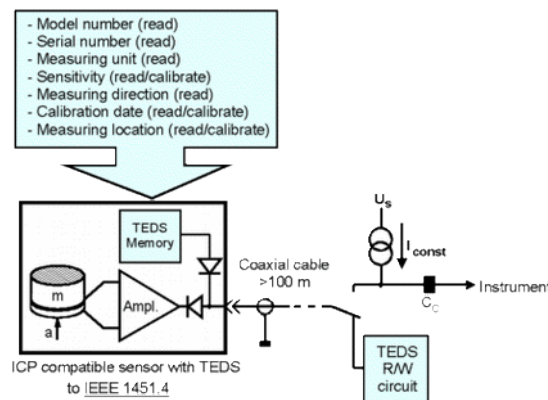 - Model number (read)
- Serial number (read)
- Measuring unit (read)
- Sensitivity (read/calibrate)
- Measuring direction (read)
- Calibration date (read/calibrate)
- Measuring location (read/calibrate)
TEDS
Memory
m
a
Ampl.
Coaxial cable
>100 m
Us
Iconst
Cc
Instrument
TEDS
R/W
circuit
ICP compatible sensor with TEDS
to IEEE 1451.4